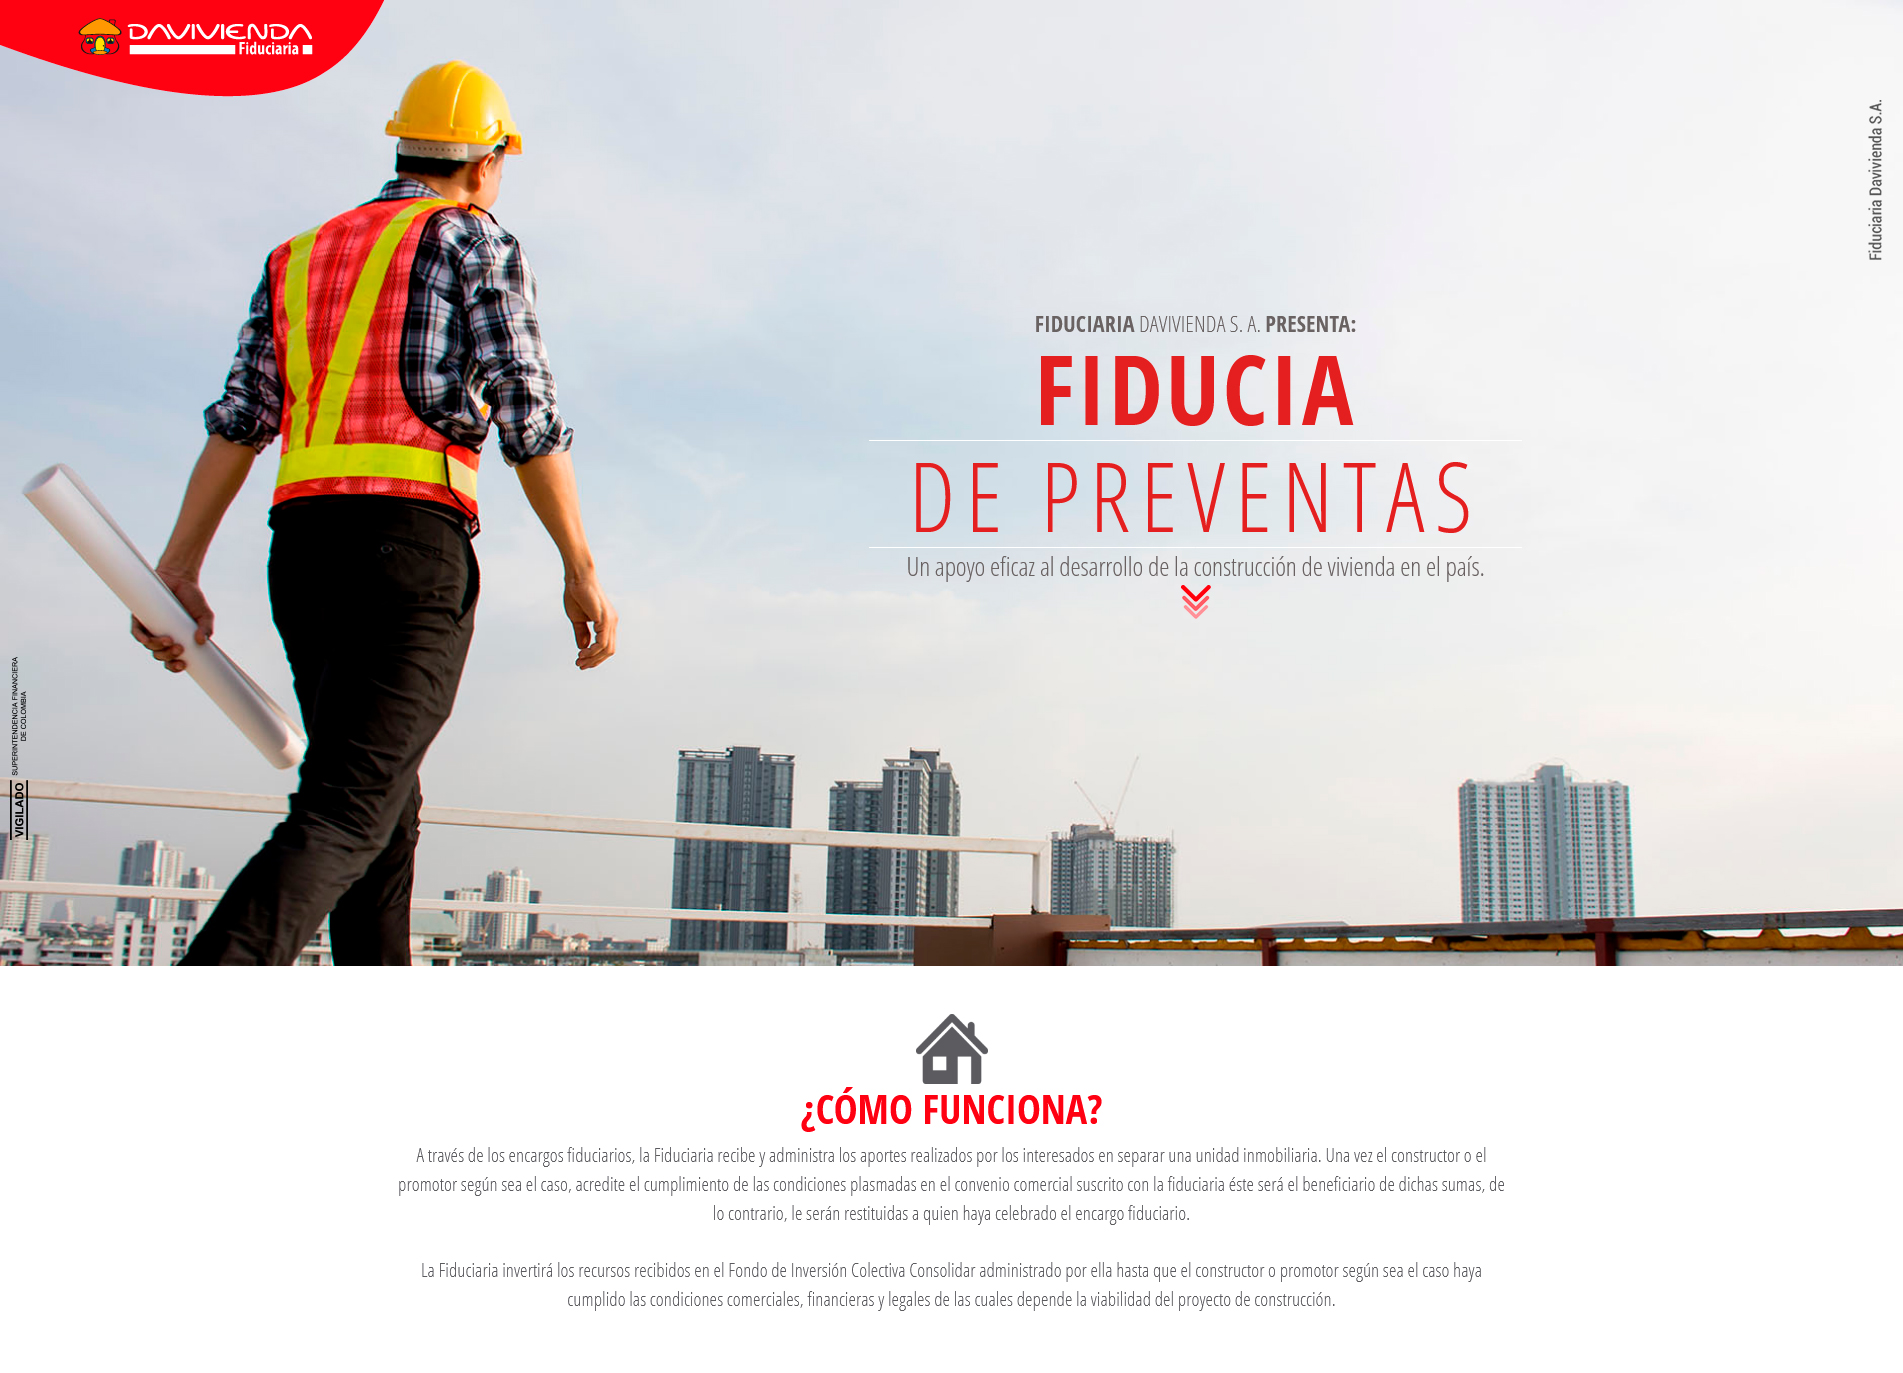 DAVIVIENDA
Fiduciaria
Fiduciaria Davivienda S.A.
FIDUCIARIA DAVIVIENDA S. A. PRESENTA:
FIDUCIA
DE PREVENTAS
Un apoyo eficaz al desarrollo de la construcción de vivienda en el país.
VIGILADO SUPERINTENDENCIA FINANCIERA
DE COLOMBIA
¿CÓMO FUNCIONA?
A través de los encargos fiduciarios, la Fiduciaria recibe y administra los aportes realizados por los interesados en separar una unidad inmobiliaria. Una vez el constructor o el
promotor según sea el caso, acredite el cumplimiento de las condiciones plasmadas en el convenio comercial suscrito con la fiduciaria éste será el beneficiario de dichas sumas, de
lo contrario, le serán restituidas a quien haya celebrado el encargo fiduciario.
La Fiduciaria invertirá los recursos recibidos en el Fondo de Inversión Colectiva Consolidar administrado por ella hasta que el constructor o promotor según sea el caso haya
cumplido las condiciones comerciales, financieras y legales de las cuales depende la viabilidad del proyecto de construcción.